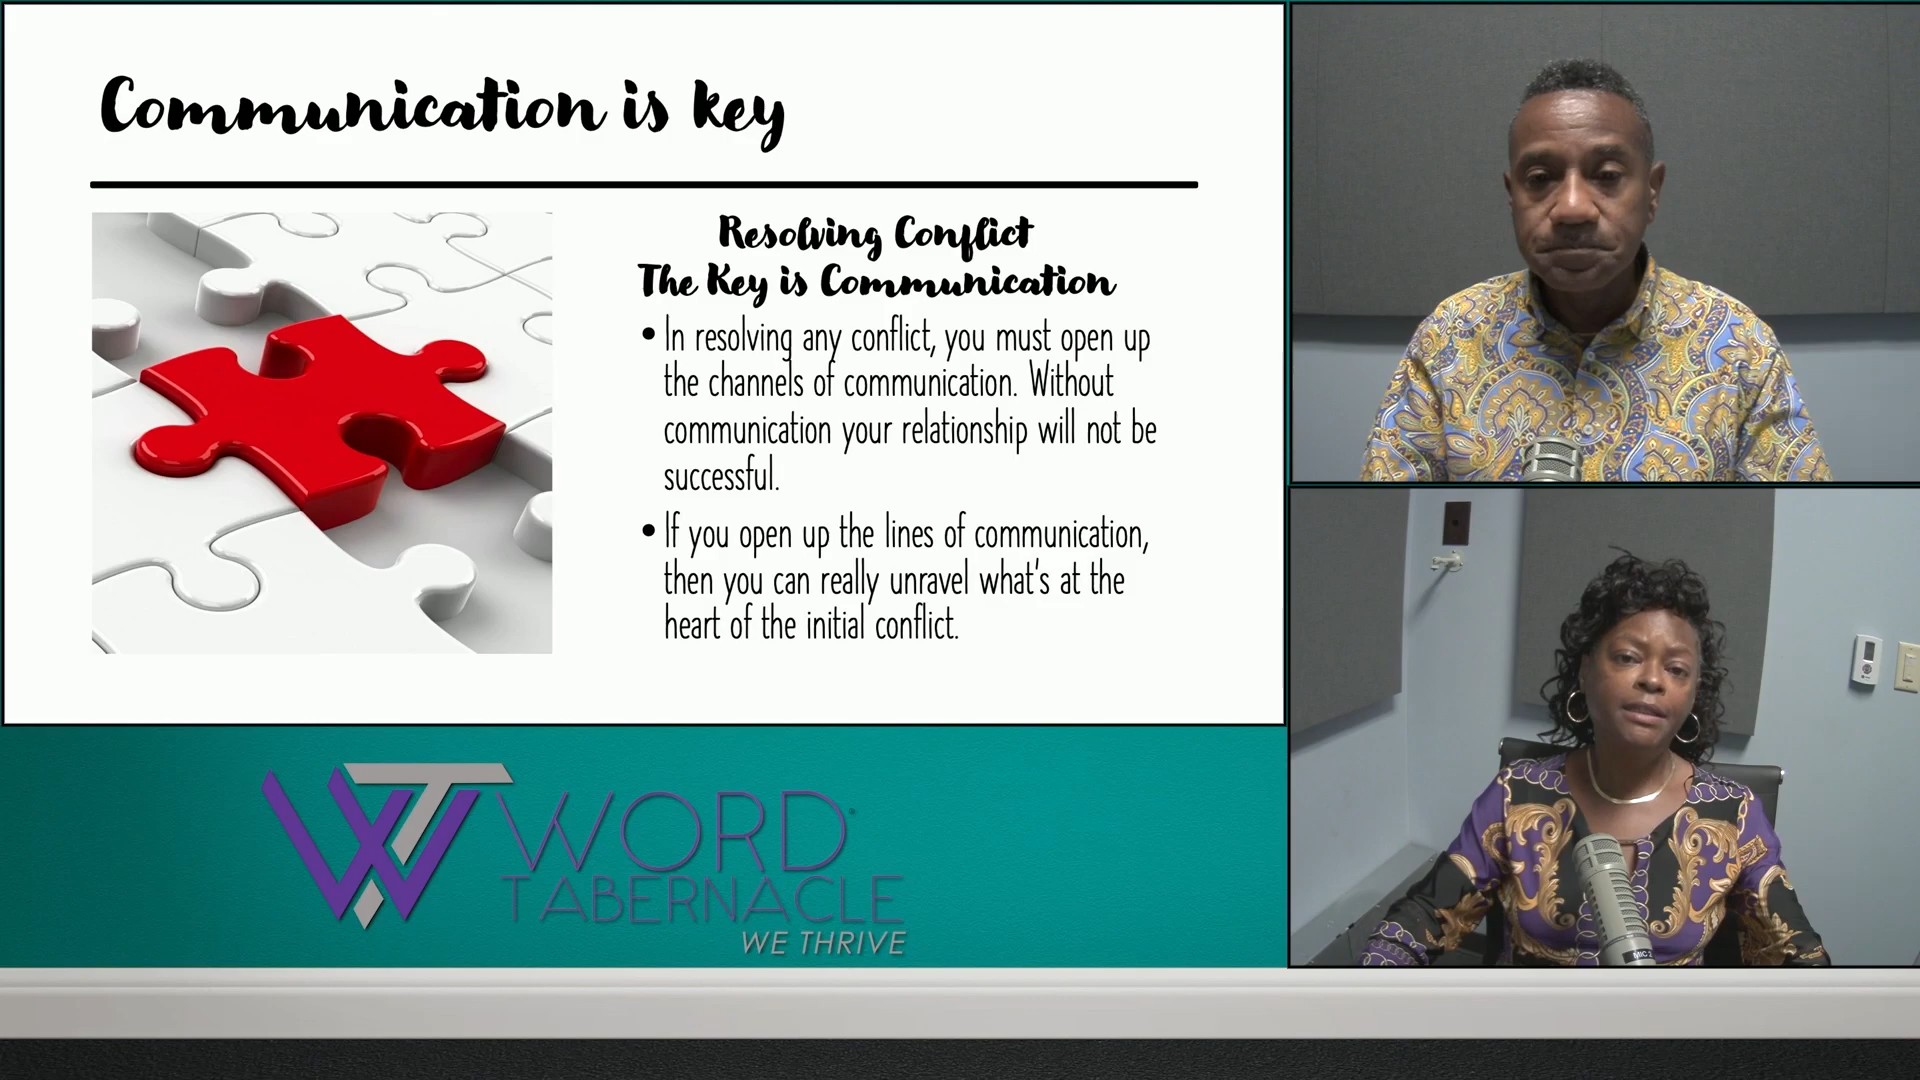 Communication is key
Resolving Conflict
The Key is Communication
• In resolving any conflict, you must open up
the channels of communication. Without
communication your relationship will not be
successful.
• If you open up the lines of communication,
then you can really unravel what's at the
heart of the initial conflict.
WT WORD
TABERNACLE
WE THRIVE